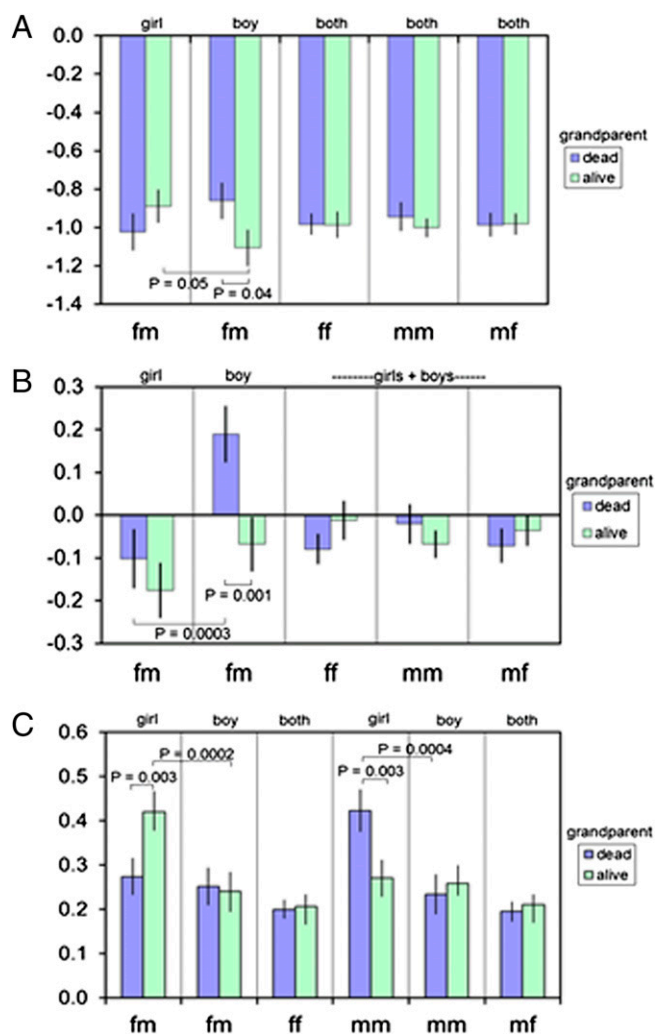 A
girl boy both both both
0.0
-0.2
-0.4
-0.6
-0.8
-1.0
-1.2
-1.4
grandparent
dead
alive
P = 0.05
P = 0.04
fm fm ff mm mf
B
girl boy --------girls + boys------
0.3
0.2
0.1
0.0
-0.1
-0.2
-0.3
grandparent
dead
alive
P = 0.001
P = 0.0003
fm fm ff mm mf
C
girl boy both girl boy both
0.6
0.5
0.4
0.3
0.2
0.1
0.0
P = 0.0002
P = 0.003
P = 0.0004
P = 0.003
grandparent
dead
alive
fm fm ff mm mm mf